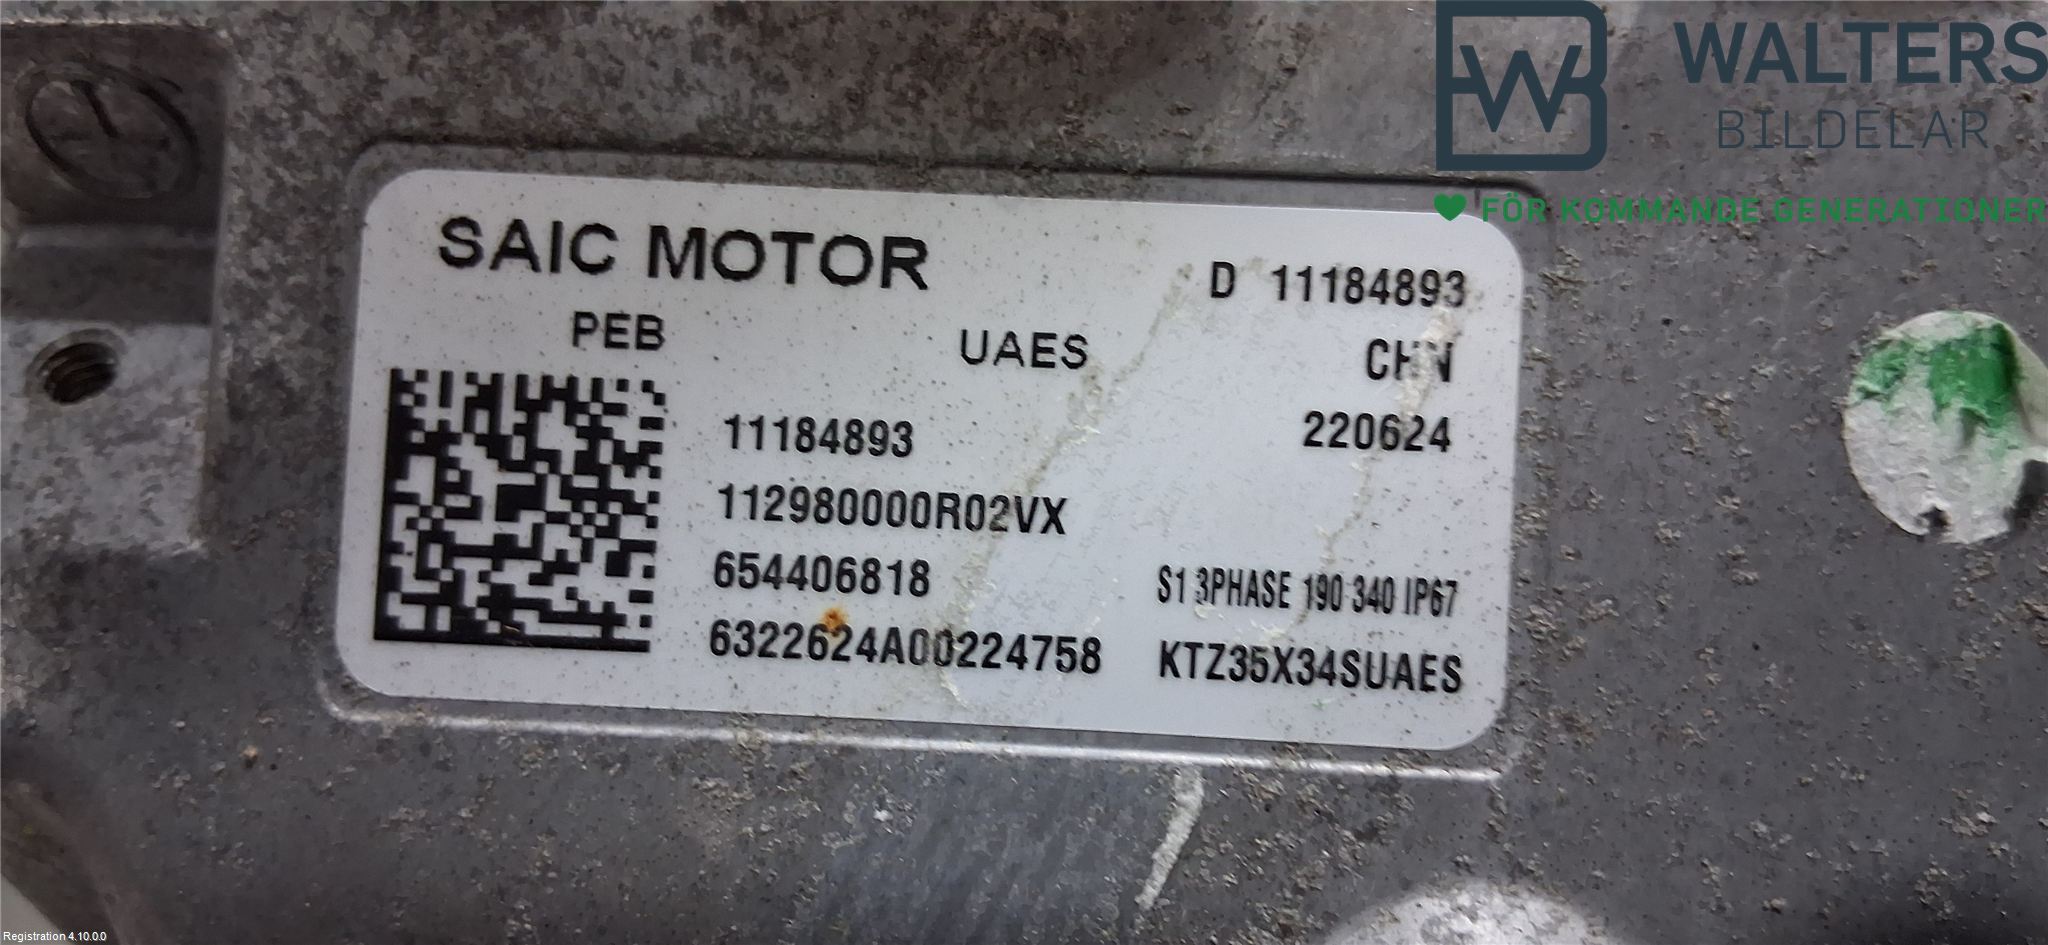 WALTERS
BILDELAR
FÖR KOMMANDE GENERATIONER
SAIC MOTOR
D 11184893
PEB
UAES
CHN
11184893
220624
112980000R02VX
654406818
S1 3PHASE 190 340 IP67
6322624A00224758
KTZ35X34SUAES
Registration 4.10.0.0